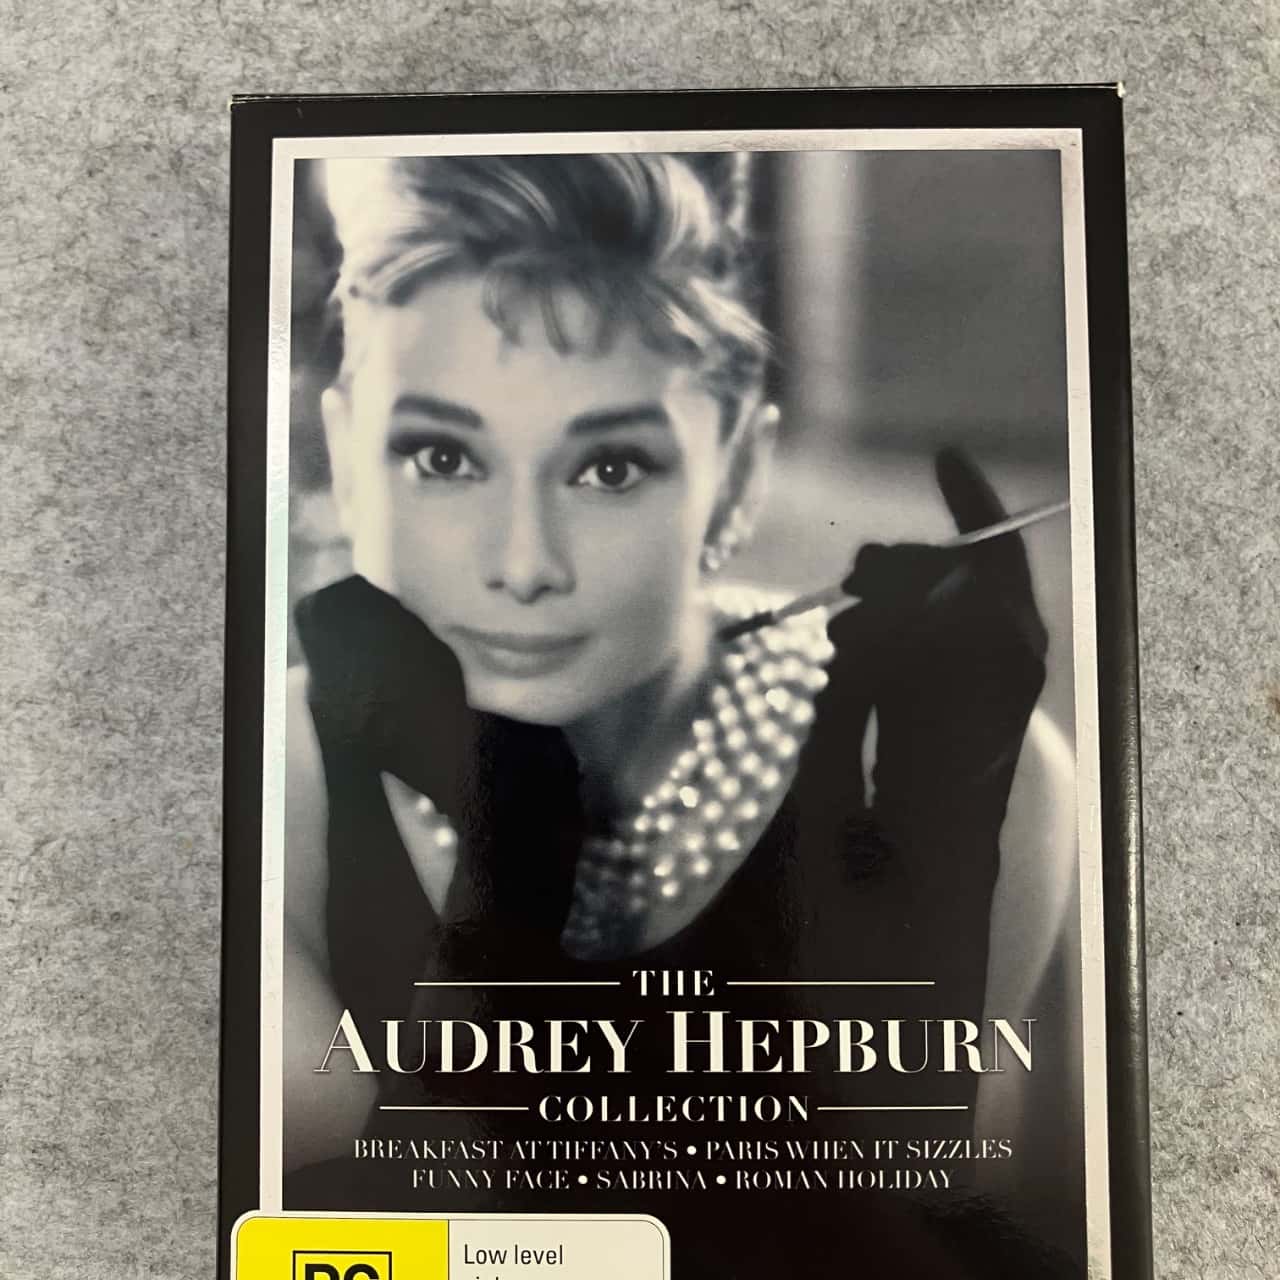 THE
AUDREY HEPBURN
COLLECTION
BREAKFAST AT TIFFANY'S • PARIS WHEN IT SIZZLES
FUNNY FACE • SABRINA • ROMAN HOLIDAY
PG
Low level